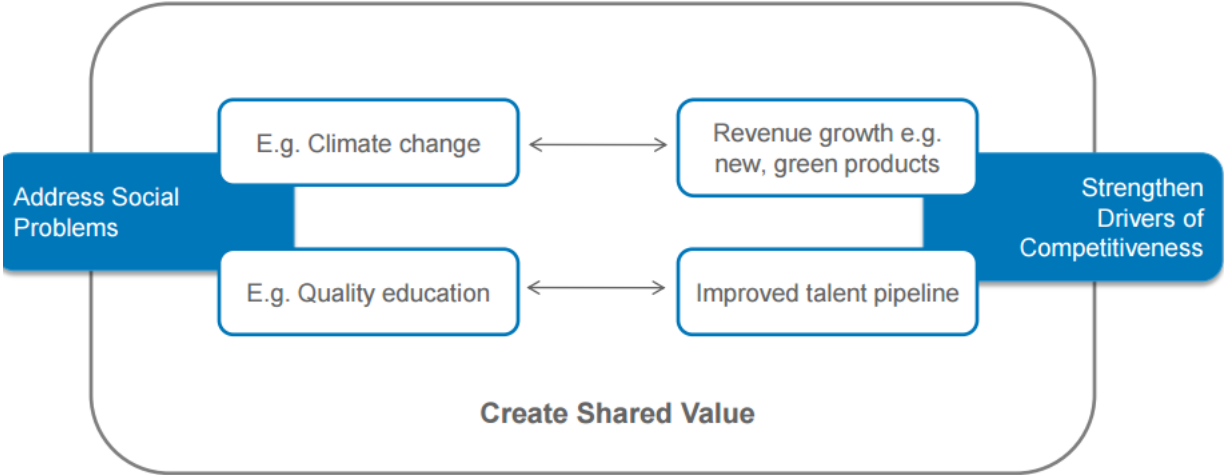 E.g. Climate change
Revenue growth e.g.
new, green products
Address Social
Problems
Strengthen
Drivers of
Competitiveness
E.g. Quality education
Improved talent pipeline
Create Shared Value